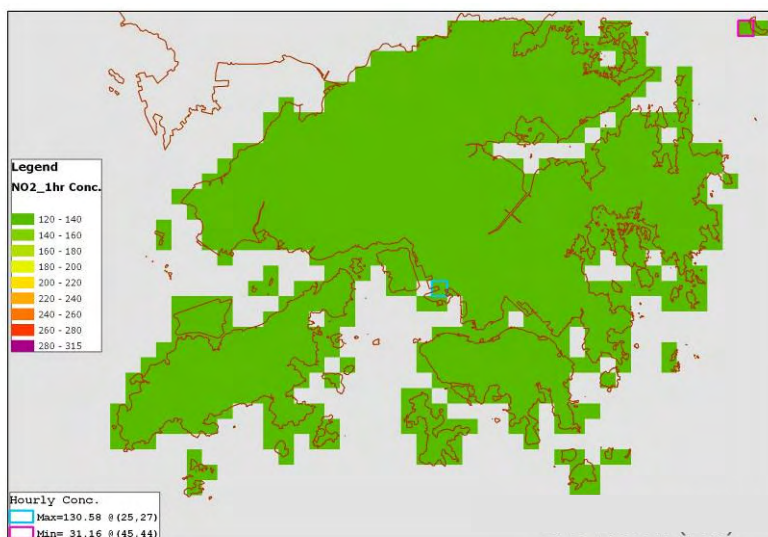 Legend
NO2_1hr Conc.
120 - 140
140 - 160
160 - 180
180 - 200
200 - 220
220 - 240
240 - 260
260 - 280
280 - 315
Hourly Conc.
Max=130.58 @(25,27)
Min= 31.16 @(45,44)